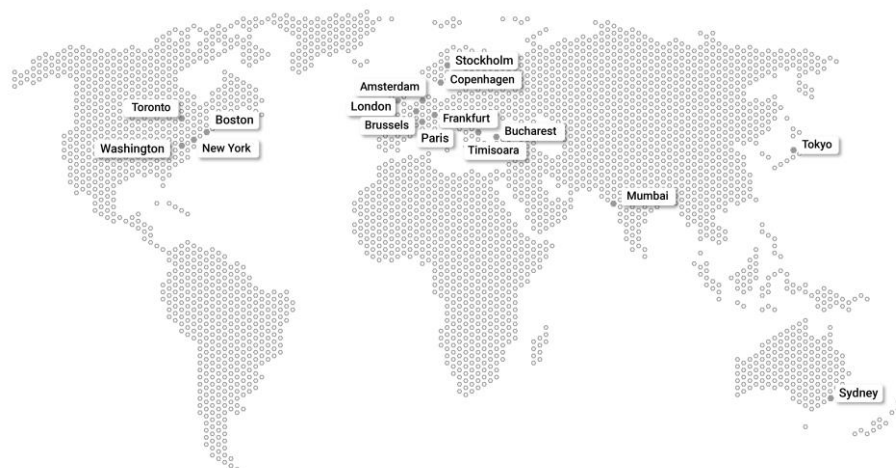 Stockholm
Copenhagen
Amsterdam
London
Toronto
Boston
Frankfurt
Brussels
Bucharest
Paris
Tokyo
Washington
New York
Timisoara
Mumbai
Sydney